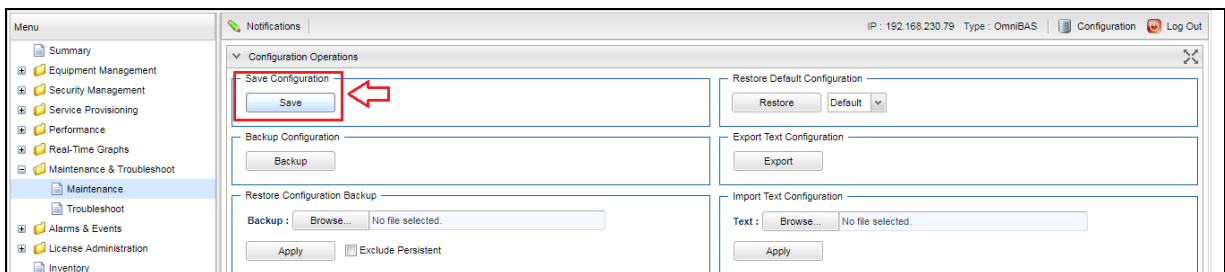 Menu
Summary
Equipment Management
Security Management
Service Provisioning
Performance
Real-Time Graphs
Maintenance & Troubleshoot
Maintenance
Troubleshoot
Alarms & Events
License Administration
Inventory
Notifications
IP : 192.168.230.79 Type : OmniBAS
Configuration
Log Out
Configuration Operations
Save Configuration
Save
Restore Default Configuration
Restore
Default
Backup Configuration
Backup
Export Text Configuration
Export
Restore Configuration Backup
Backup : Browse... No file selected.
Apply
Exclude Persistent
Import Text Configuration
Text : Browse... No file selected.
Apply